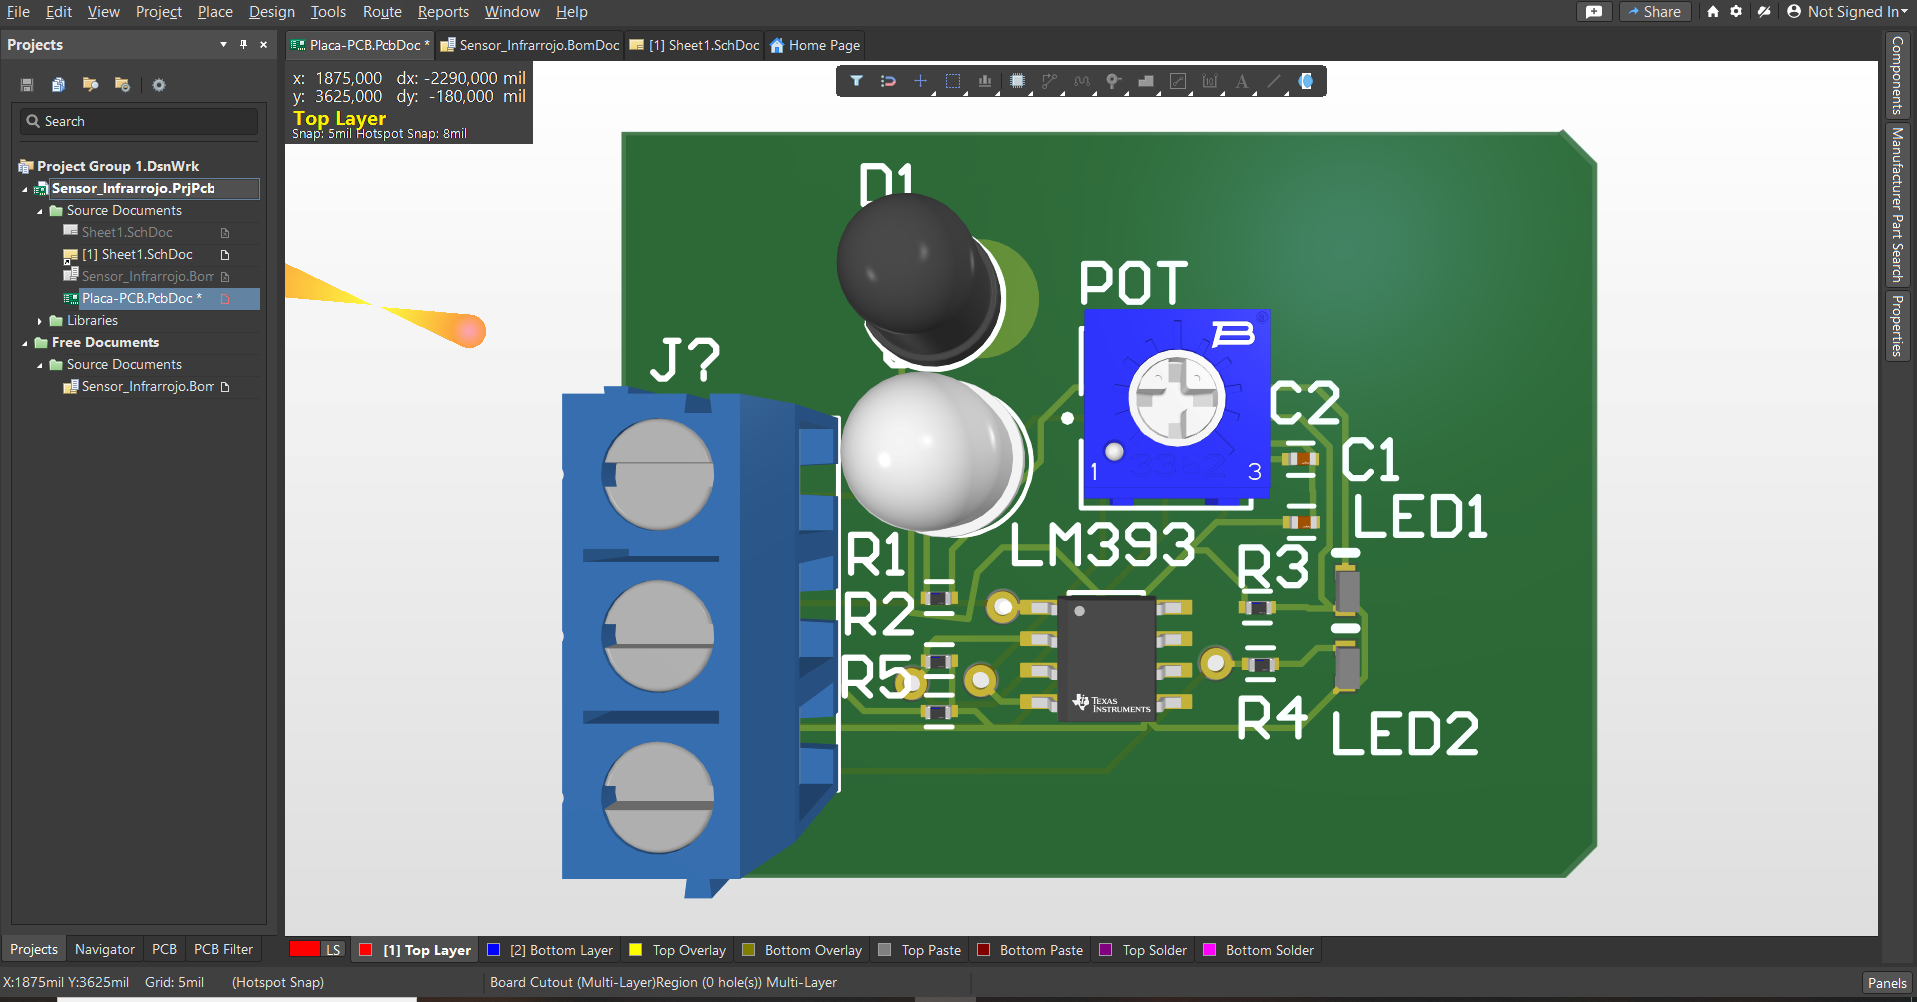 File Edit View Project Place Design Tools Route Reports Window Help
Share Not Signed In
Projects
Placa-PCB.PcbDoc * Sensor_Infrarrojo.BomDoc [1] Sheet1.SchDoc Home Page
x: 1875,000 dx: -2290,000 mil
y: 3625,000 dy: -180,000 mil
Top Layer
Snap: 5mil Hotspot Snap: 8mil
Search
Project Group 1.DsnWrk
Sensor_Infrarrojo.PrjPcb
Source Documents
Sheet1.SchDoc
[1] Sheet1.SchDoc
Sensor_Infrarrojo.Bom
Placa-PCB.PcbDoc *
Libraries
Free Documents
Source Documents
Sensor_Infrarrojo.Bom
Components
Manufacturer Part Search
Properties
D1
POT
J?
1 3362 3
C2
C1
LED1
LM393
R1
R3
R2
R5
TEXAS
INSTRUMENTS
R4
LED2
Projects Navigator PCB PCB Filter
LS [1] Top Layer [2] Bottom Layer Top Overlay Bottom Overlay Top Paste Bottom Paste Top Solder Bottom Solder
X:1875mil Y:3625mil Grid: 5mil (Hotspot Snap) Board Cutout (Multi-Layer)Region (0 hole(s)) Multi-Layer
Panels